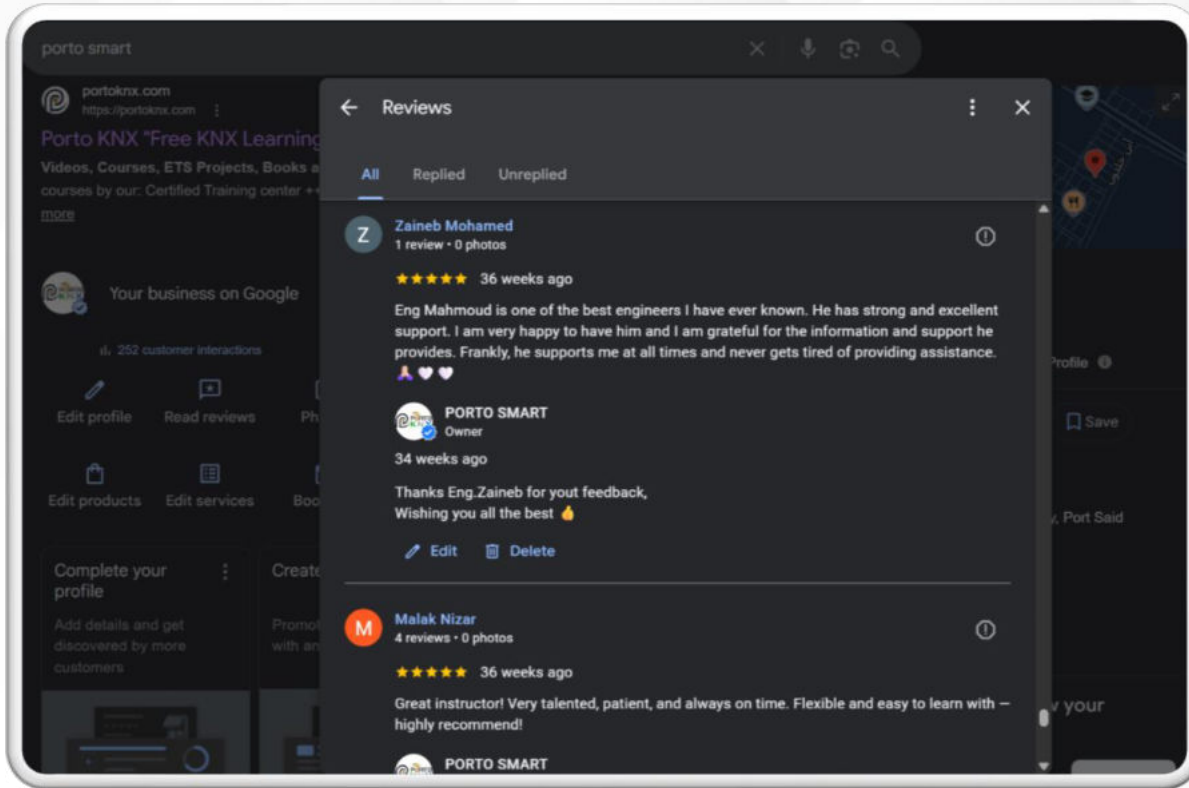 porto smart
portoknx.com
https://portoknx.com
Porto KNX "Free KNX Learning
Videos, Courses, ETS Projects, Books a
courses by our: Certified Training center ++
more
Your business on Google
252 customer interactions
Edit profile
Read reviews
Ph
Edit products
Edit services
Boo
Complete your
profile
Add details and get
discovered by more
customers
Create
Promot
with an
Reviews
All
Replied
Unreplied
Z
Zaineb Mohamed
1 review • 0 photos
36 weeks ago
Eng Mahmoud is one of the best engineers I have ever known. He has strong and excellent
support. I am very happy to have him and I am grateful for the information and support he
provides. Frankly, he supports me at all times and never gets tired of providing assistance.
🙏🏻🤍🤍
PORTO SMART
Owner
34 weeks ago
Thanks Eng.Zaineb for yout feedback,
Wishing you all the best 👍
Edit
Delete
M
Malak Nizar
4 reviews • 0 photos
36 weeks ago
Great instructor! Very talented, patient, and always on time. Flexible and easy to learn with –
highly recommend!
PORTO SMART
Profile
Save
y, Port Said
w your